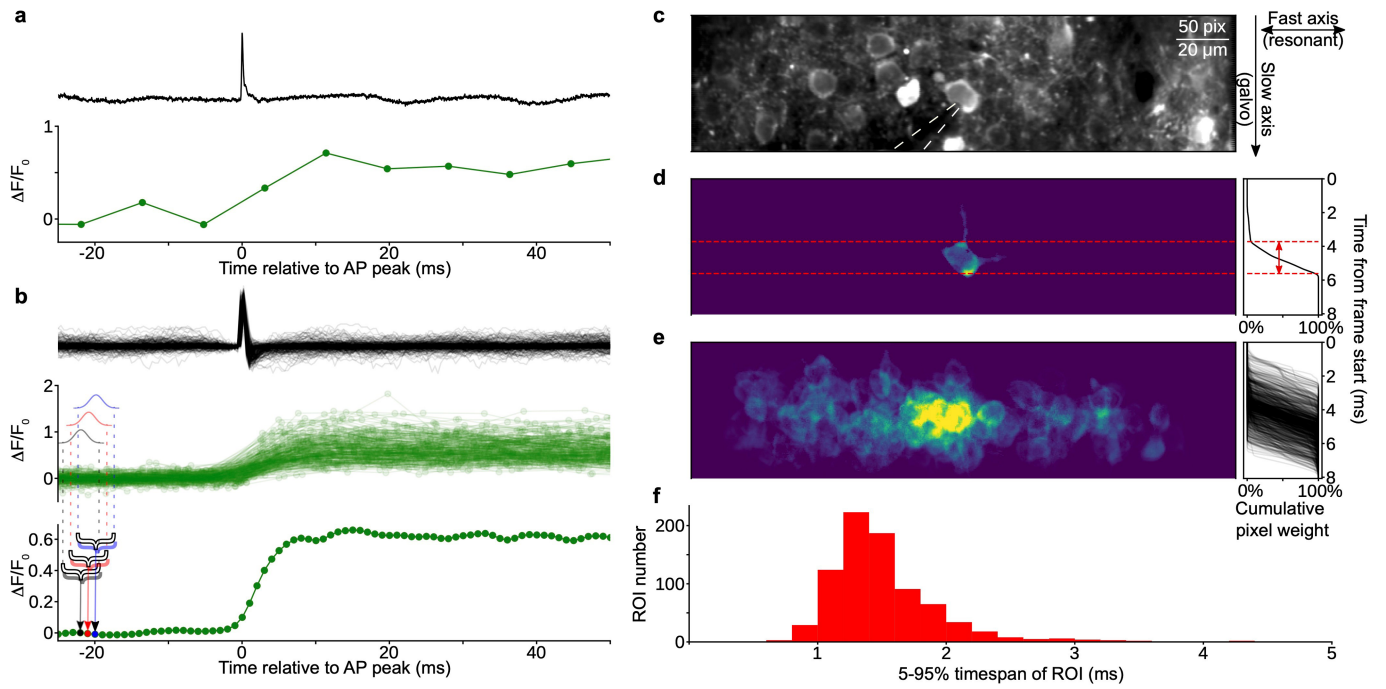 a
1
0
ΔF/F0
-20
0
20
40
Time relative to AP peak (ms)
b
2
1
0
ΔF/F0
0.6
0.4
0.2
0
ΔF/F0
-20
0
20
40
Time relative to AP peak (ms)
c
50 pix
20 µm
Fast axis
(resonant)
Slow axis
(galvo)
d
0
2
4
6
8
0%
100%
Time from frame start (ms)
e
0
2
4
6
8
0%
100%
Cumulative
pixel weight
f
200
100
0
ROI number
1
2
3
4
5
5-95% timespan of ROI (ms)